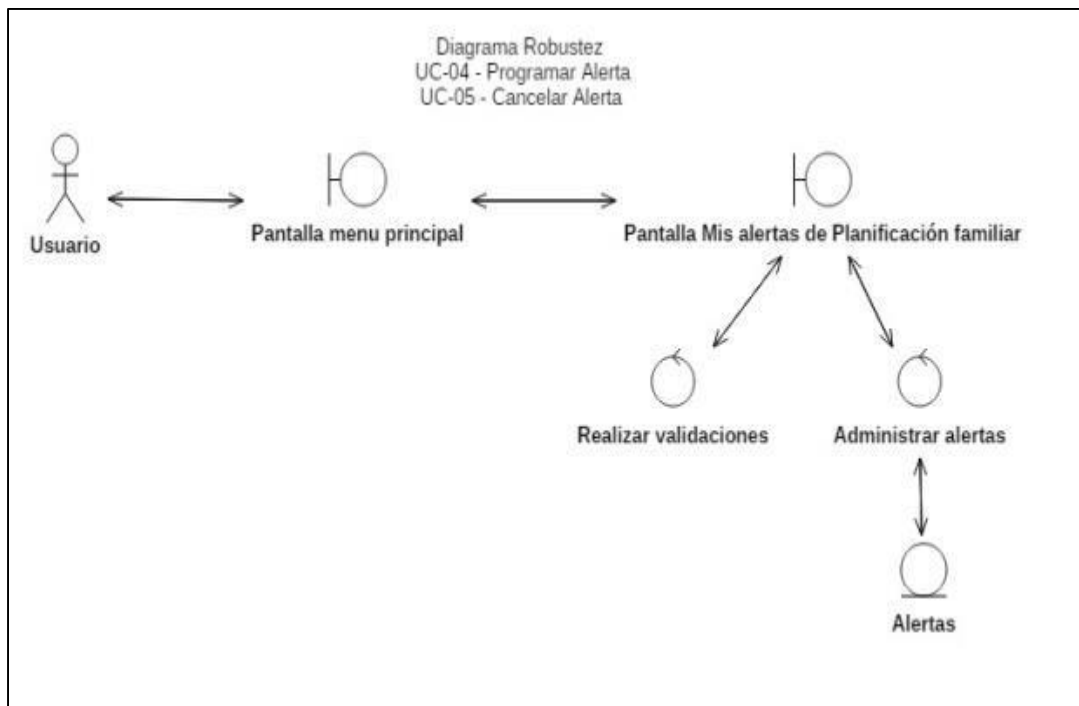 Diagrama Robustez
UC-04 - Programar Alerta
UC-05 - Cancelar Alerta
Usuario
Pantalla menu principal
Pantalla Mis alertas de Planificación familiar
Realizar validaciones
Administrar alertas
Alertas